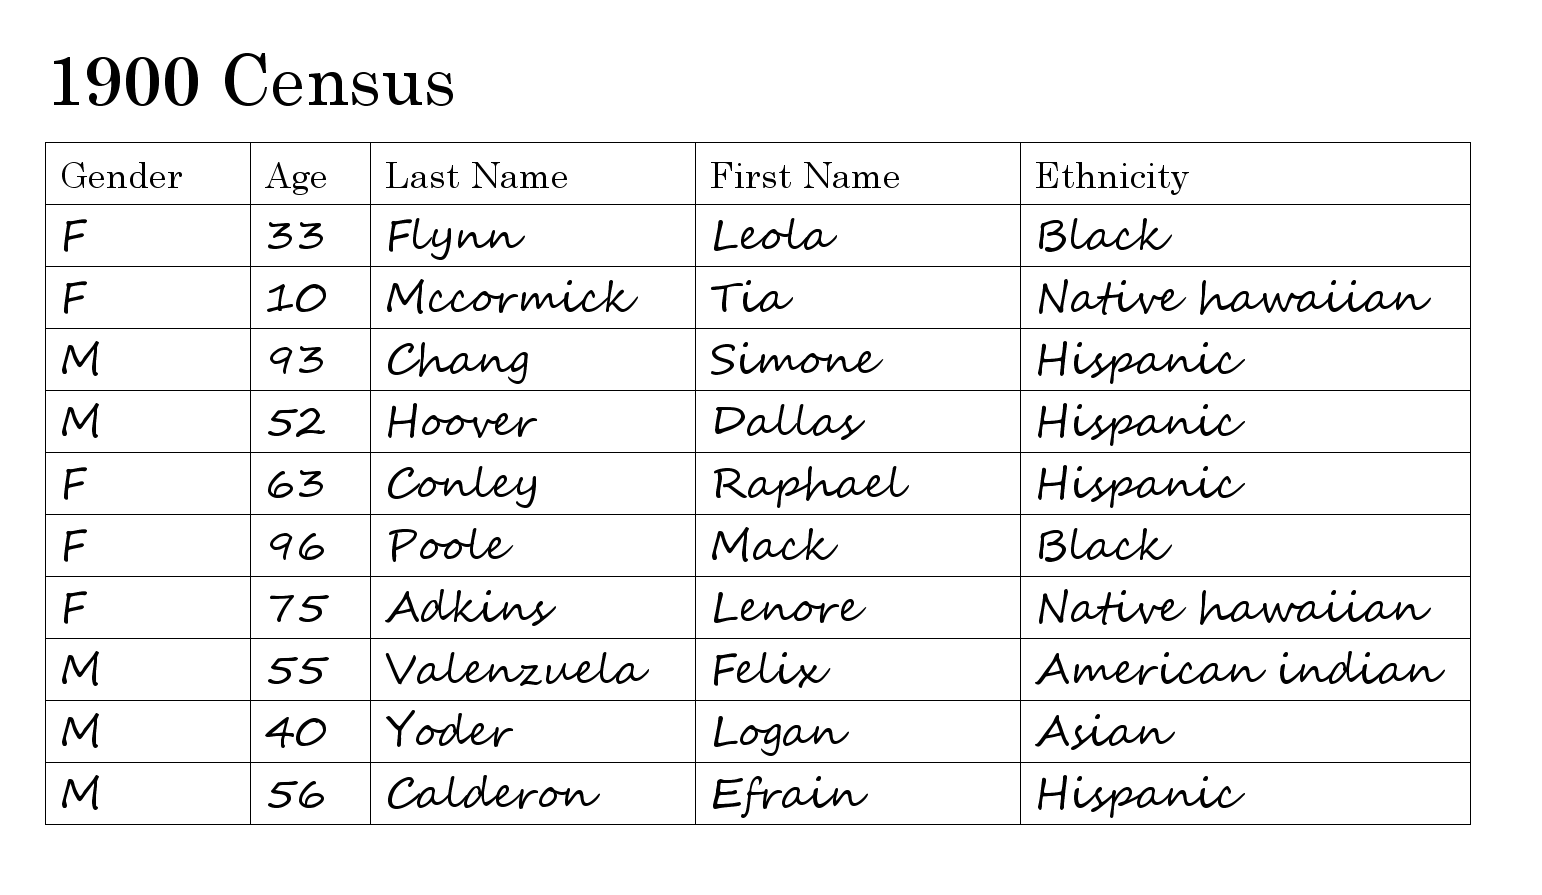 1900 Census
Gender Age Last Name First Name Ethnicity
F 33 Flynn Leola Black
F 10 Mccormick Tia Native hawaiian
M 93 Chang Simone Hispanic
M 52 Hoover Dallas Hispanic
F 63 Conley Raphael Hispanic
F 96 Poole Mack Black
F 75 Adkins Lenore Native hawaiian
M 55 Valenzuela Felix American indian
M 40 Yoder Logan Asian
M 56 Calderon Efrain Hispanic